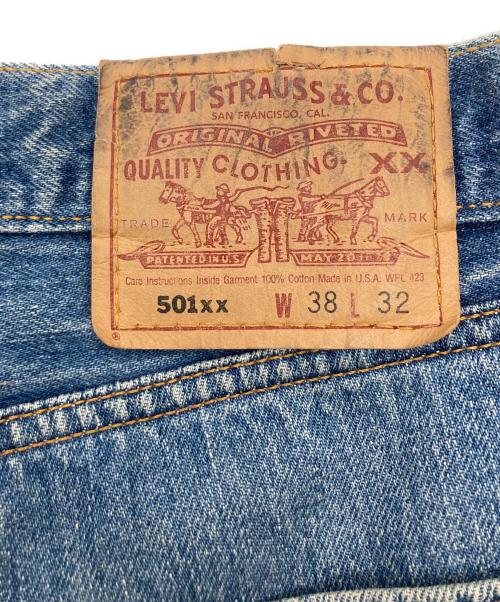 LEVI STRAUSS & CO.
SAN FRANCISCO, CAL.
ORIGINAL RIVETED
QUALITY CLOTHING. XX
TRADE MARK
PATENTED IN U.S. MAY 20
Care Instructions Inside Garment 100% Cotton Made in U.S.A. WPL 423
501xx W 38 L 32
®